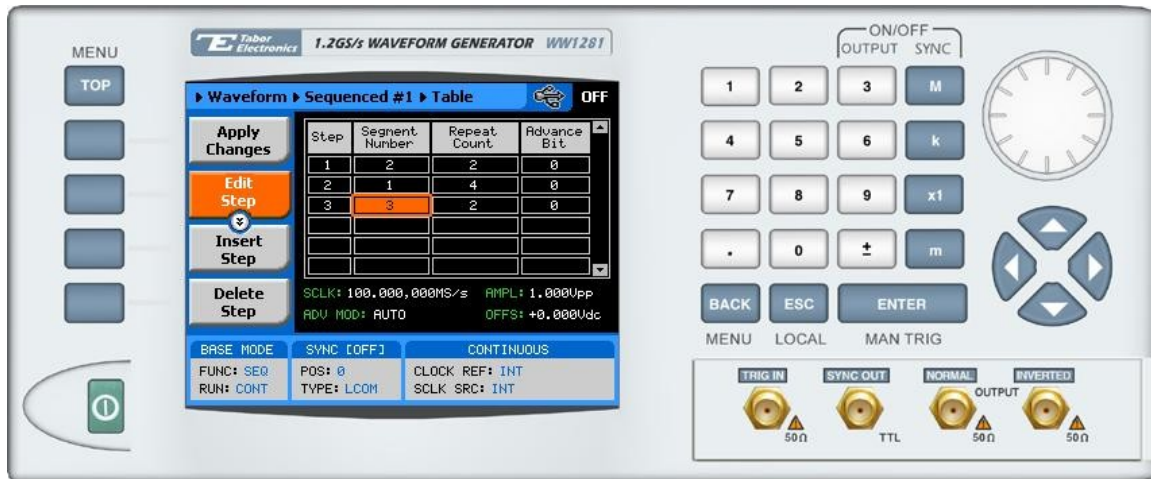 MENU
TOP
Tabor
Electronics
1.2GS/s WAVEFORM GENERATOR WW1281
Waveform Sequenced #1 Table OFF
Apply
Changes
Edit
Step
Insert
Step
Delete
Step
Step Segment Number Repeat Count Advance Bit
1 2 2 0
2 1 4 0
3 3 2 0
SCLK: 100.000,000MS/s AMPL: 1.000Vpp
ADV MOD: AUTO OFFS: +0.000Vdc
BASE MODE SYNC [OFF] CONTINUOUS
FUNC: SEQ POS: 0 CLOCK REF: INT
RUN: CONT TYPE: LCOM SCLK SRC: INT
ON/OFF
OUTPUT SYNC
1 2 3 M
4 5 6 k
7 8 9 x1
. 0 ± m
BACK ESC ENTER
MENU LOCAL MAN TRIG
TRIG IN SYNC OUT NORMAL INVERTED
OUTPUT
50Ω TTL 50Ω 50Ω